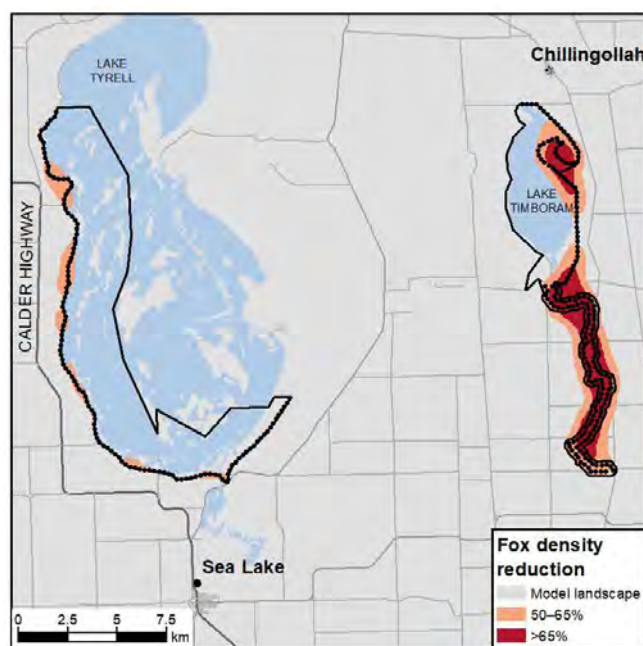 LAKE
TYRELL
Chillingollah
LAKE
TIMBORAM
CALDER HIGHWAY
Sea Lake
0 2.5 5 7.5
km
Fox density
reduction
Model landscape
50–65%
>65%